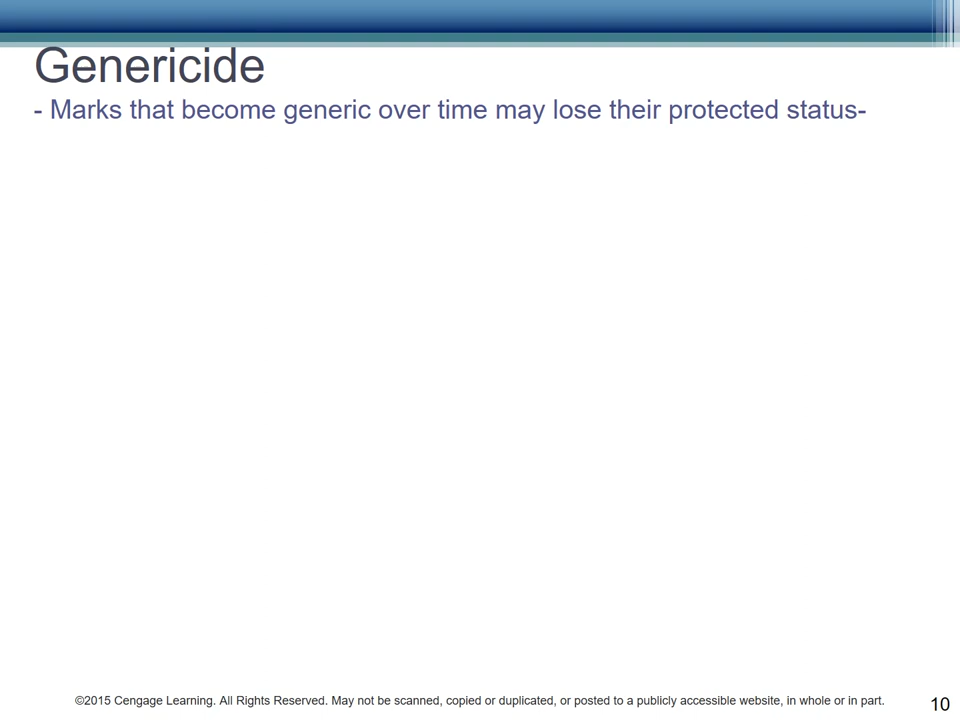 Genericide
- Marks that become generic over time may lose their protected status-
©2015 Cengage Learning. All Rights Reserved. May not be scanned, copied or duplicated, or posted to a publicly accessible website, in whole or in part.
10